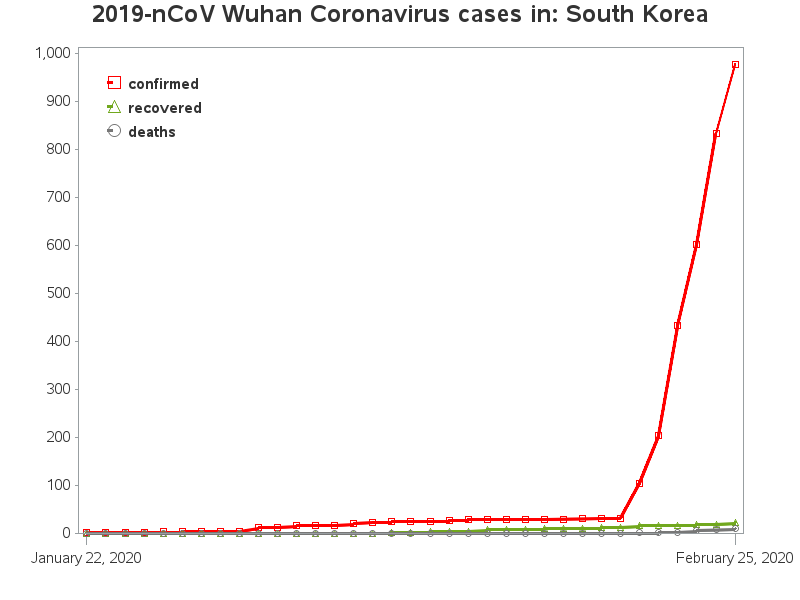 2019-nCoV Wuhan Coronavirus cases in: South Korea
1,000
900
800
700
600
500
400
300
200
100
0
confirmed
recovered
deaths
January 22, 2020
February 25, 2020